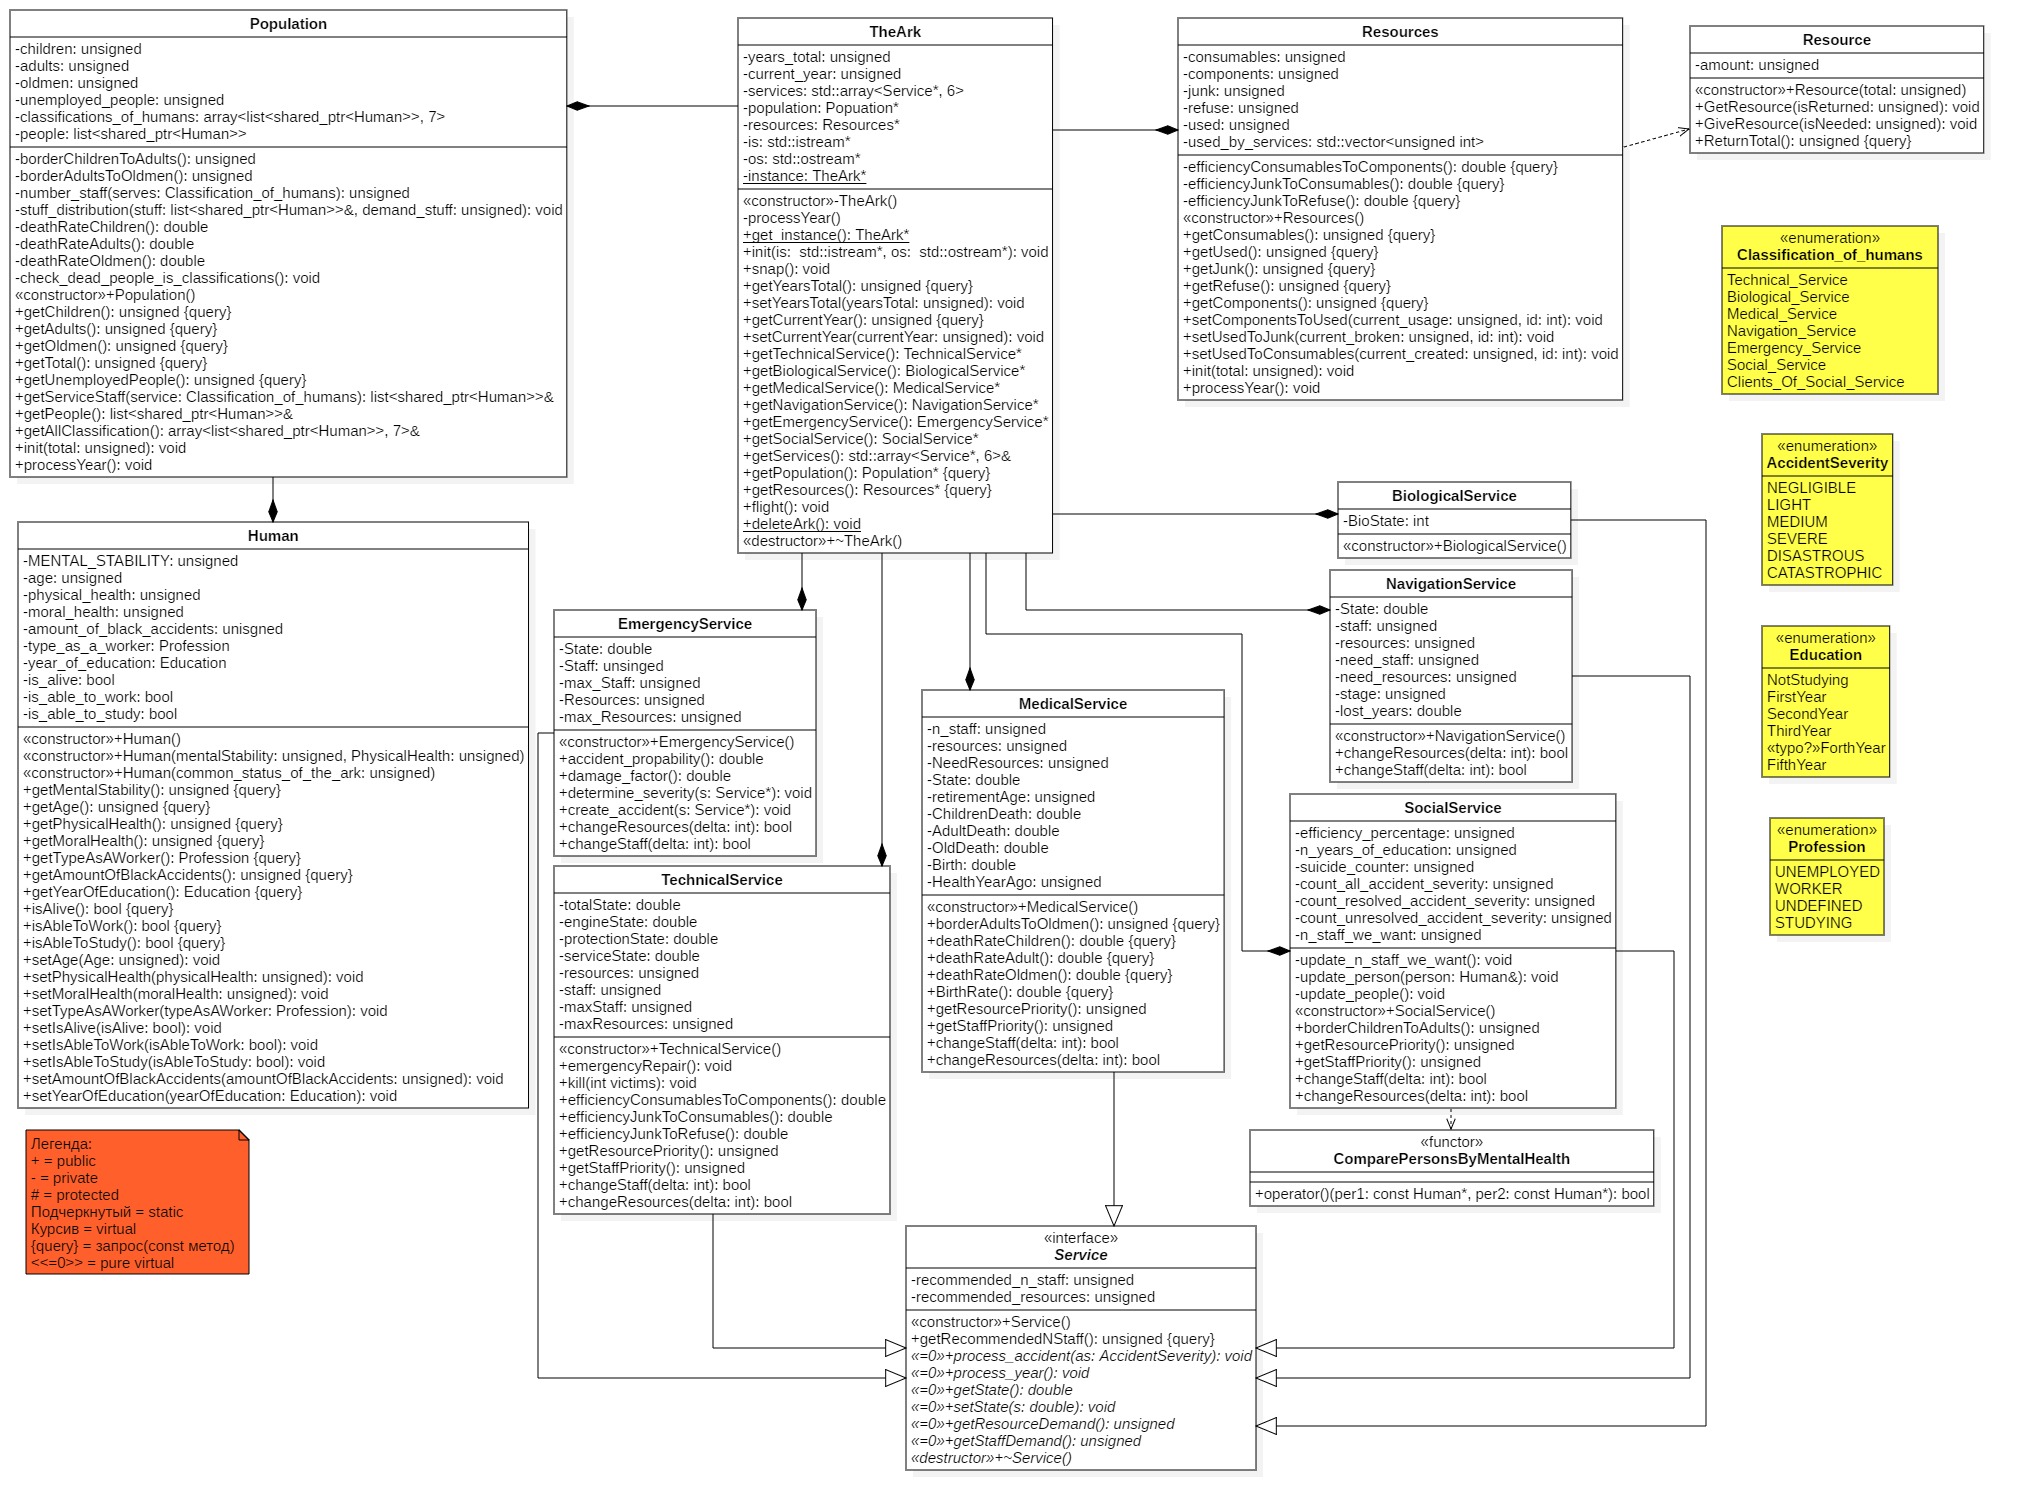 Population
-children: unsigned
-adults: unsigned
-oldmen: unsigned
-unemployed_people: unsigned
-classifications_of_humans: array<list<shared_ptr<Human>>, 7>
-people: list<shared_ptr<Human>>
-borderChildrenToAdults(): unsigned
-borderAdultsToOldmen(): unsigned
-number_staff(serves: Classification_of_humans): unsigned
-stuff_distribution(stuff: list<shared_ptr<Human>>&, demand_stuff: unsigned): void
-deathRateChildren(): double
-deathRateAdults(): double
-deathRateOldmen(): double
-check_dead_people_is_classifications(): void
«constructor»+Population()
+getChildren(): unsigned {query}
+getAdults(): unsigned {query}
+getOldmen(): unsigned {query}
+getTotal(): unsigned {query}
+getUnemployedPeople(): unsigned {query}
+getServiceStaff(service: Classification_of_humans): list<shared_ptr<Human>>&
+getPeople(): list<shared_ptr<Human>>&
+getAllClassification(): array<list<shared_ptr<Human>>, 7>&
+init(total: unsigned): void
+processYear(): void
TheArk
-years_total: unsigned
-current_year: unsigned
-services: std::array<Service*, 6>
-population: Popuation*
-resources: Resources*
-is: std::istream*
-os: std::ostream*
-instance: TheArk*
«constructor»-TheArk()
-processYear()
+get_instance(): TheArk*
+init(is:  std::istream*, os:  std::ostream*): void
+snap(): void
+getYearsTotal(): unsigned {query}
+setYearsTotal(yearsTotal: unsigned): void
+getCurrentYear(): unsigned {query}
+setCurrentYear(currentYear: unsigned): void
+getTechnicalService(): TechnicalService*
+getBiologicalService(): BiologicalService*
+getMedicalService(): MedicalService*
+getNavigationService(): NavigationService*
+getEmergencyService(): EmergencyService*
+getSocialService(): SocialService*
+getServices(): std::array<Service*, 6>&
+getPopulation(): Population* {query}
+getResources(): Resources* {query}
+flight(): void
+deleteArk(): void
«destructor»+~TheArk()
Resources
-consumables: unsigned
-components: unsigned
-junk: unsigned
-refuse: unsigned
-used: unsigned
-used_by_services: std::vector<unsigned int>
-efficiencyConsumablesToComponents(): double {query}
-efficiencyJunkToConsumables(): double {query}
-efficiencyJunkToRefuse(): double {query}
«constructor»+Resources()
+getConsumables(): unsigned {query}
+getUsed(): unsigned {query}
+getJunk(): unsigned {query}
+getRefuse(): unsigned {query}
+getComponents(): unsigned {query}
+setComponentsToUsed(current_usage: unsigned, id: int): void
+setUsedToJunk(current_broken: unsigned, id: int): void
+setUsedToConsumables(current_created: unsigned, id: int): void
+init(total: unsigned): void
+processYear(): void
Resource
-amount: unsigned
«constructor»+Resource(total: unsigned)
+GetResource(isReturned: unsigned): void
+GiveResource(isNeeded: unsigned): void
+ReturnTotal(): unsigned {query}
«enumeration»
Classification_of_humans
Technical_Service
Biological_Service
Medical_Service
Navigation_Service
Emergency_Service
Social_Service
Clients_Of_Social_Service
«enumeration»
AccidentSeverity
NEGLIGIBLE
LIGHT
MEDIUM
SEVERE
DISASTROUS
CATASTROPHIC
«enumeration»
Education
NotStudying
FirstYear
SecondYear
ThirdYear
«typo?»ForthYear
FifthYear
«enumeration»
Profession
UNEMPLOYED
WORKER
UNDEFINED
STUDYING
BiologicalService
-BioState: int
«constructor»+BiologicalService()
NavigationService
-State: double
-staff: unsigned
-resources: unsigned
-need_staff: unsigned
-need_resources: unsigned
-stage: unsigned
-lost_years: double
«constructor»+NavigationService()
+changeResources(delta: int): bool
+changeStaff(delta: int): bool
Human
-MENTAL_STABILITY: unsigned
-age: unsigned
-physical_health: unsigned
-moral_health: unsigned
-amount_of_black_accidents: unisgned
-type_as_a_worker: Profession
-year_of_education: Education
-is_alive: bool
-is_able_to_work: bool
-is_able_to_study: bool
«constructor»+Human()
«constructor»+Human(mentalStability: unsigned, PhysicalHealth: unsigned)
«constructor»+Human(common_status_of_the_ark: unsigned)
+getMentalStability(): unsigned {query}
+getAge(): unsigned {query}
+getPhysicalHealth(): unsigned {query}
+getMoralHealth(): unsigned {query}
+getTypeAsAWorker(): Profession {query}
+getAmountOfBlackAccidents(): unsigned {query}
+getYearOfEducation(): Education {query}
+isAlive(): bool {query}
+isAbleToWork(): bool {query}
+isAbleToStudy(): bool {query}
+setAge(Age: unsigned): void
+setPhysicalHealth(physicalHealth: unsigned): void
+setMoralHealth(moralHealth: unsigned): void
+setTypeAsAWorker(typeAsAWorker: Profession): void
+setIsAlive(isAlive: bool): void
+setIsAbleToWork(isAbleToWork: bool): void
+setIsAbleToStudy(isAbleToStudy: bool): void
+setAmountOfBlackAccidents(amountOfBlackAccidents: unsigned): void
+setYearOfEducation(yearOfEducation: Education): void
EmergencyService
-State: double
-Staff: unsinged
-max_Staff: unsigned
-Resources: unsigned
-max_Resources: unsigned
«constructor»+EmergencyService()
+accident_propability(): double
+damage_factor(): double
+determine_severity(s: Service*): void
+create_accident(s: Service*): void
+changeResources(delta: int): bool
+changeStaff(delta: int): bool
TechnicalService
-totalState: double
-engineState: double
-protectionState: double
-serviceState: double
-resources: unsigned
-staff: unsigned
-maxStaff: unsigned
-maxResources: unsigned
«constructor»+TechnicalService()
+emergencyRepair(): void
+kill(int victims): void
+efficiencyConsumablesToComponents(): double
+efficiencyJunkToConsumables(): double
+efficiencyJunkToRefuse(): double
+getResourcePriority(): unsigned
+getStaffPriority(): unsigned
+changeStaff(delta: int): bool
+changeResources(delta: int): bool
MedicalService
-n_staff: unsigned
-resources: unsigned
-NeedResources: unsigned
-State: double
-retirementAge: unsigned
-ChildrenDeath: double
-AdultDeath: double
-OldDeath: double
-Birth: double
-HealthYearAgo: unsigned
«constructor»+MedicalService()
+borderAdultsToOldmen(): unsigned {query}
+deathRateChildren(): double {query}
+deathRateAdult(): double {query}
+deathRateOldmen(): double {query}
+BirthRate(): double {query}
+getResourcePriority(): unsigned
+getStaffPriority(): unsigned
+changeStaff(delta: int): bool
+changeResources(delta: int): bool
SocialService
-efficiency_percentage: unsigned
-n_years_of_education: unsigned
-suicide_counter: unsigned
-count_all_accident_severity: unsigned
-count_resolved_accident_severity: unsigned
-count_unresolved_accident_severity: unsigned
-n_staff_we_want: unsigned
-update_n_staff_we_want(): void
-update_person(person: Human&): void
-update_people(): void
«constructor»+SocialService()
+borderChildrenToAdults(): unsigned
+getResourcePriority(): unsigned
+getStaffPriority(): unsigned
+changeStaff(delta: int): bool
+changeResources(delta: int): bool
«functor»
ComparePersonsByMentalHealth
+operator()(per1: const Human*, per2: const Human*): bool
Легенда:
+ = public
- = private
# = protected
Подчеркнутый = static
Курсив = virtual
{query} = запрос(const метод)
<<=0>> = pure virtual
«interface»
Service
-recommended_n_staff: unsigned
-recommended_resources: unsigned
«constructor»+Service()
+getRecommendedNStaff(): unsigned {query}
«=0»+process_accident(as: AccidentSeverity): void
«=0»+process_year(): void
«=0»+getState(): double
«=0»+setState(s: double): void
«=0»+getResourceDemand(): unsigned
«=0»+getStaffDemand(): unsigned
«destructor»+~Service()